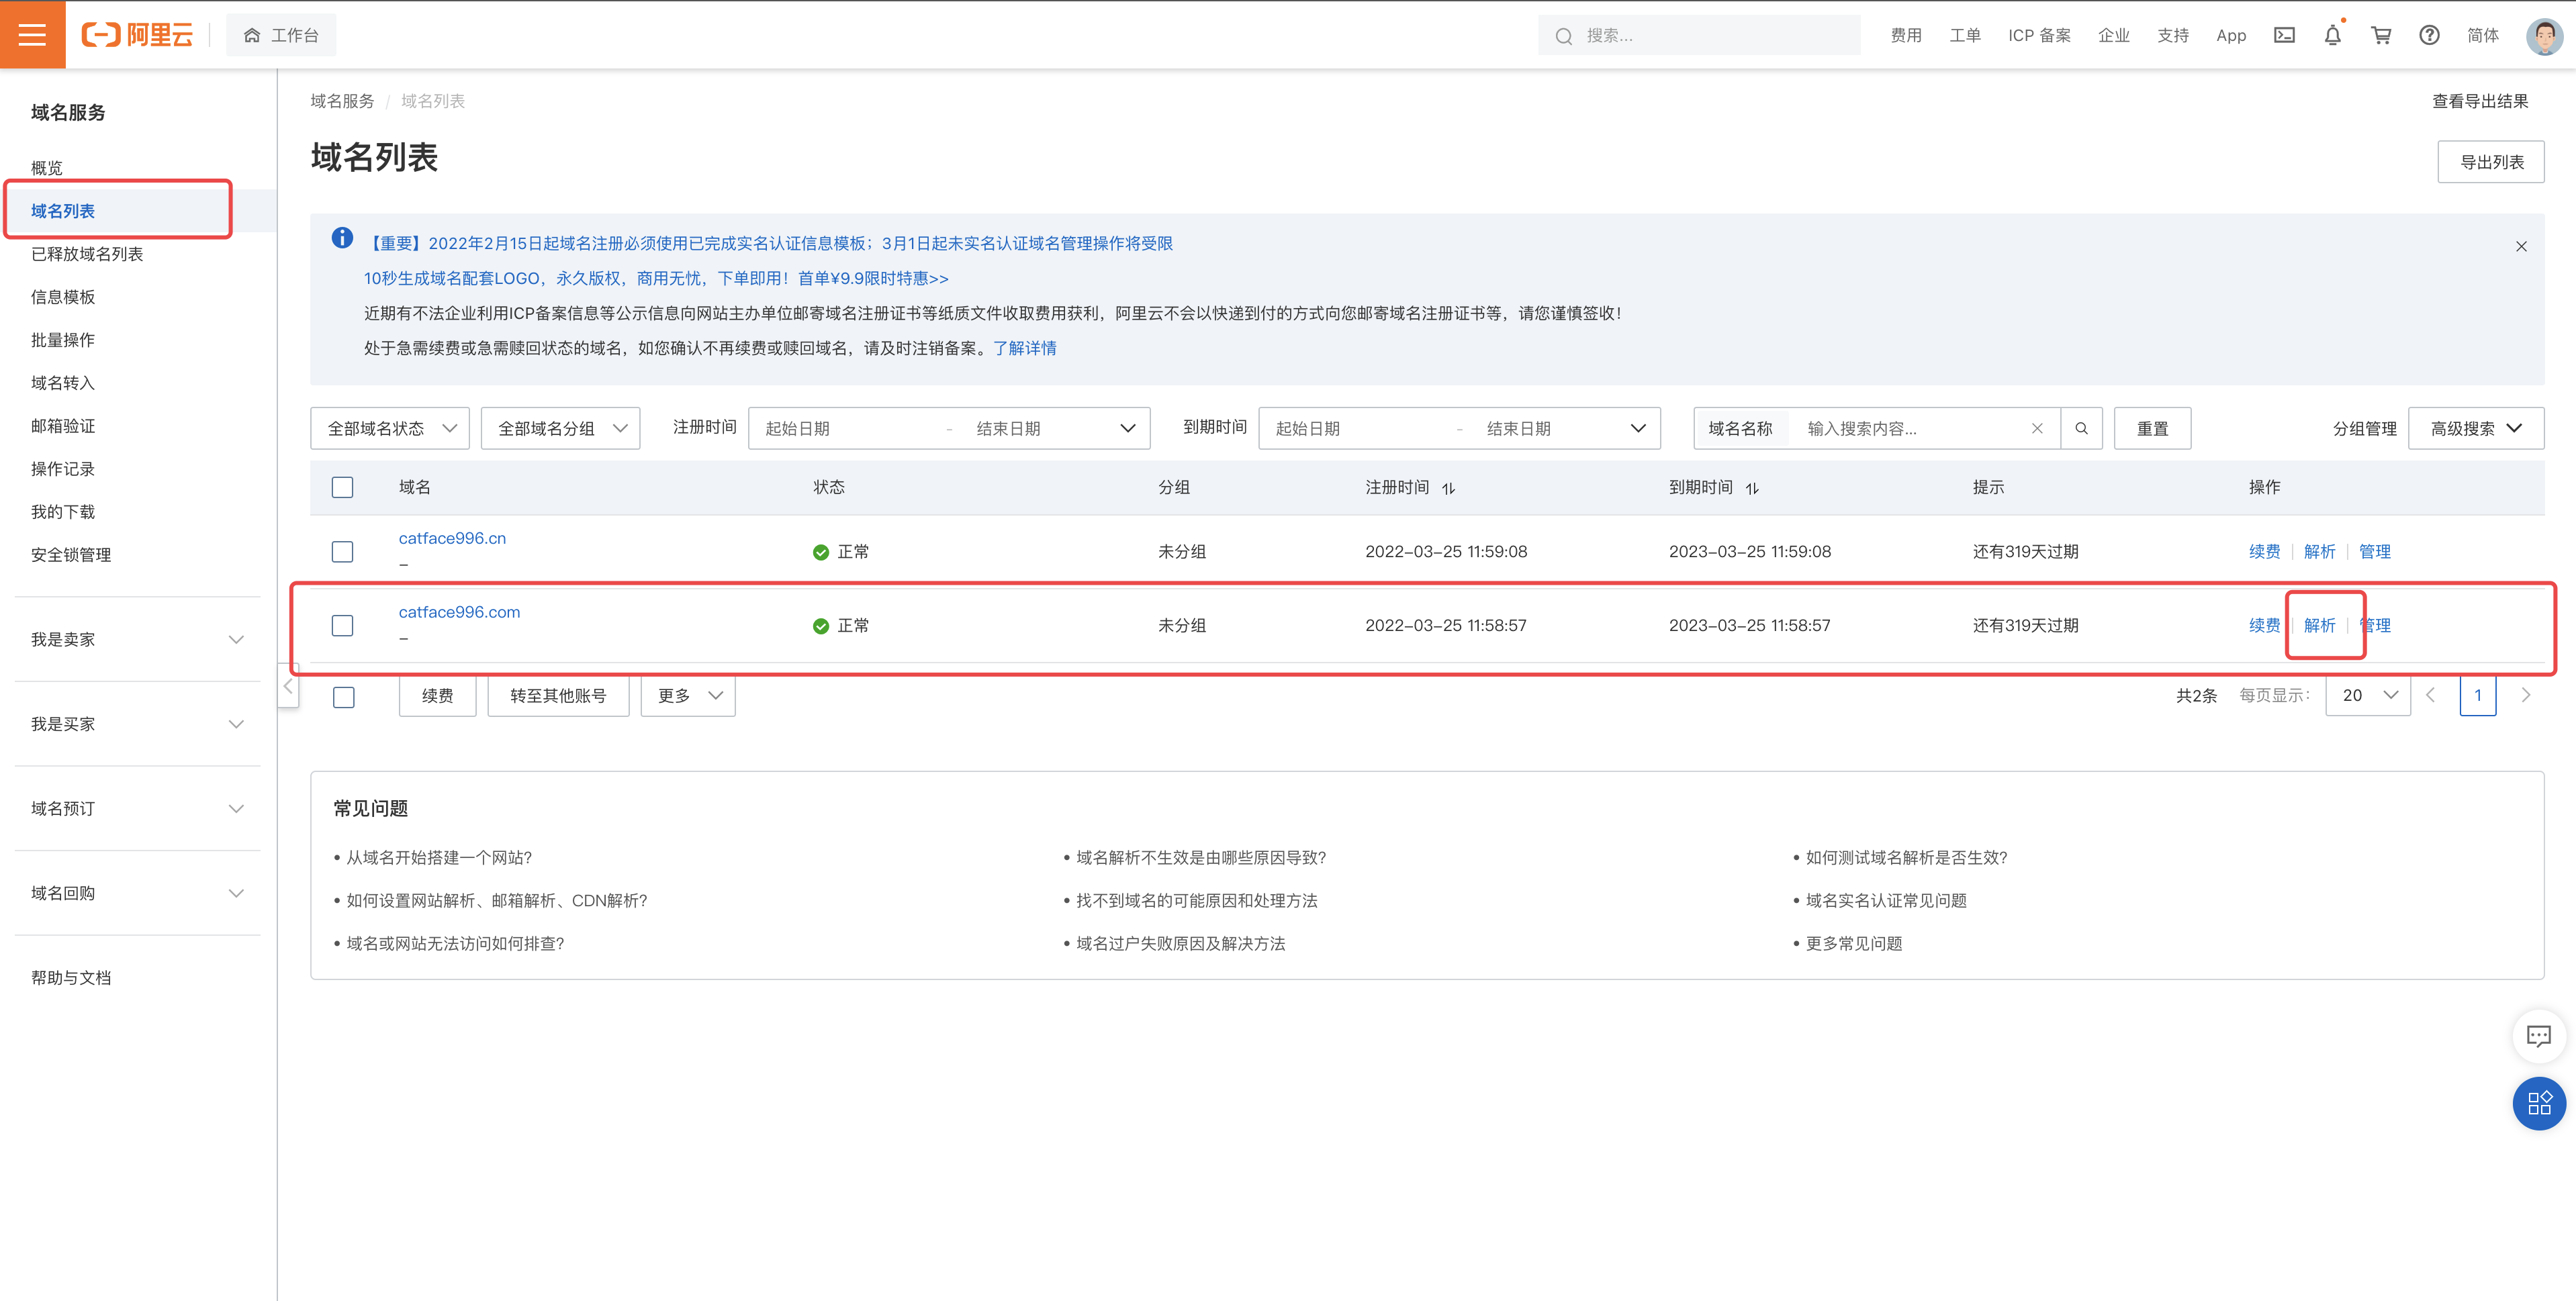 阿里云
工作台
搜索...
费用 工单 ICP 备案 企业 支持 App 简体
域名服务
概览
域名列表
已释放域名列表
信息模板
批量操作
域名转入
邮箱验证
操作记录
我的下载
安全锁管理
我是卖家
我是买家
域名预订
域名回购
帮助与文档
域名服务 / 域名列表
查看导出结果
域名列表
导出列表
【重要】2022年2月15日起域名注册必须使用已完成实名认证信息模板；3月1日起未实名认证域名管理操作将受限
10秒生成域名配套LOGO，永久版权，商用无忧，下单即用！首单¥9.9限时特惠>>
近期有不法企业利用ICP备案信息等公示信息向网站主办单位邮寄域名注册证书等纸质文件收取费用获利，阿里云不会以快递到付的方式向您邮寄域名注册证书等，请您谨慎签收！
处于急需续费或急需赎回状态的域名，如您确认不再续费或赎回域名，请及时注销备案。了解详情
全部域名状态 全部域名分组 注册时间 起始日期 - 结束日期 到期时间 起始日期 - 结束日期 域名名称 输入搜索内容... 重置 分组管理 高级搜索
域名 状态 分组 注册时间 到期时间 提示 操作
catface996.cn 正常 未分组 2022-03-25 11:59:08 2023-03-25 11:59:08 还有319天过期 续费 解析 管理
-
catface996.com 正常 未分组 2022-03-25 11:58:57 2023-03-25 11:58:57 还有319天过期 续费 解析 管理
-
续费 转至其他账号 更多 共2条 每页显示： 20 1
常见问题
• 从域名开始搭建一个网站? • 域名解析不生效是由哪些原因导致? • 如何测试域名解析是否生效?
• 如何设置网站解析、邮箱解析、CDN解析? • 找不到域名的可能原因和处理方法 • 域名实名认证常见问题
• 域名或网站无法访问如何排查? • 域名过户失败原因及解决方法 • 更多常见问题